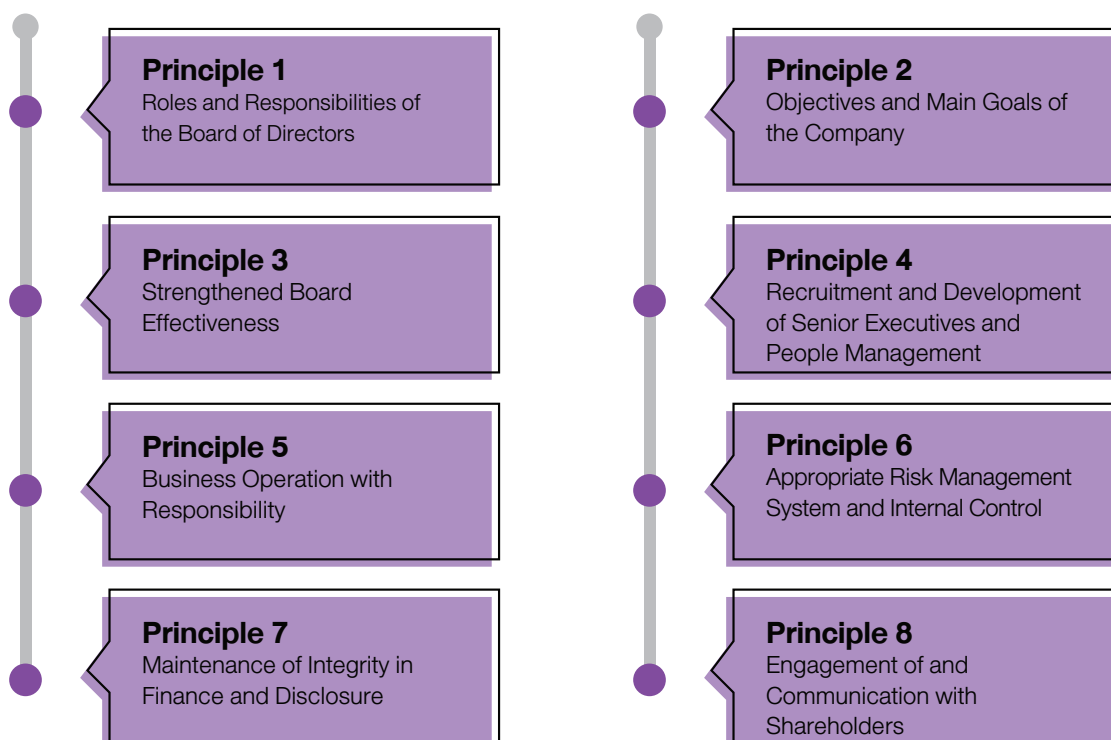 Principle 1
Roles and Responsibilities of
the Board of Directors
Principle 2
Objectives and Main Goals of
the Company
Principle 3
Strengthened Board
Effectiveness
Principle 4
Recruitment and Development
of Senior Executives and
People Management
Principle 5
Business Operation with
Responsibility
Principle 6
Appropriate Risk Management
System and Internal Control
Principle 7
Maintenance of Integrity in
Finance and Disclosure
Principle 8
Engagement of and
Communication with
Shareholders